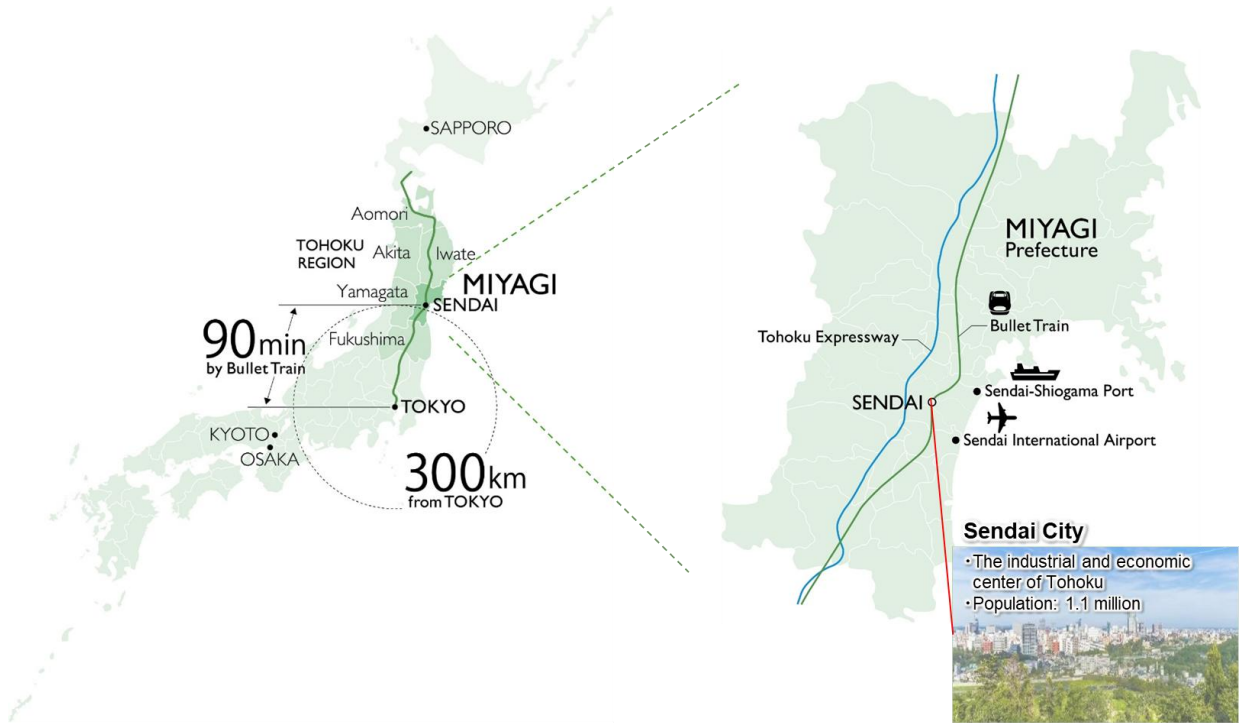 SAPPORO
Aomori
TOHOKU
REGION
Akita
Iwate
Yamagata
MIYAGI
SENDAI
90min
by Bullet Train
Fukushima
TOKYO
KYOTO
OSAKA
300km
from TOKYO
MIYAGI
Prefecture
Bullet Train
Tohoku Expressway
Sendai-Shiogama Port
SENDAI
Sendai International Airport
Sendai City
・The industrial and economic
center of Tohoku
・Population: 1.1 million